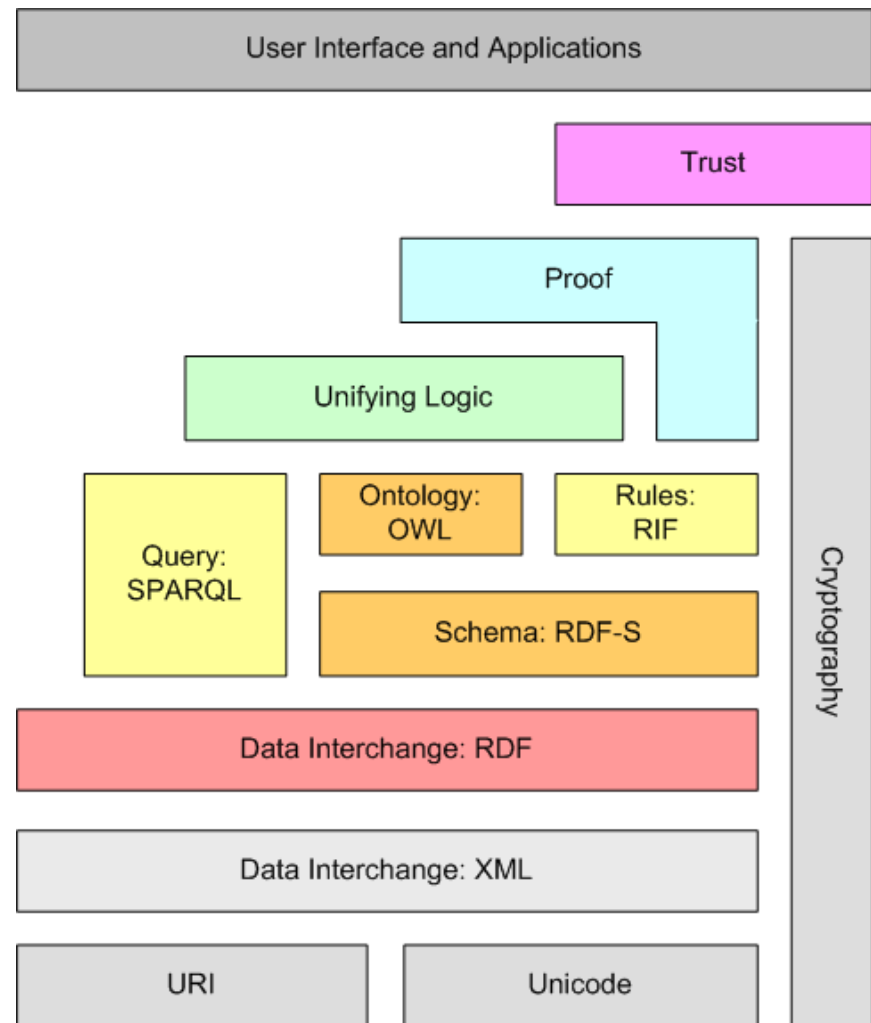 User Interface and Applications
Trust
Proof
Unifying Logic
Ontology:
OWL
Rules:
RIF
Query:
SPARQL
Schema: RDF-S
Cryptography
Data Interchange: RDF
Data Interchange: XML
URI
Unicode